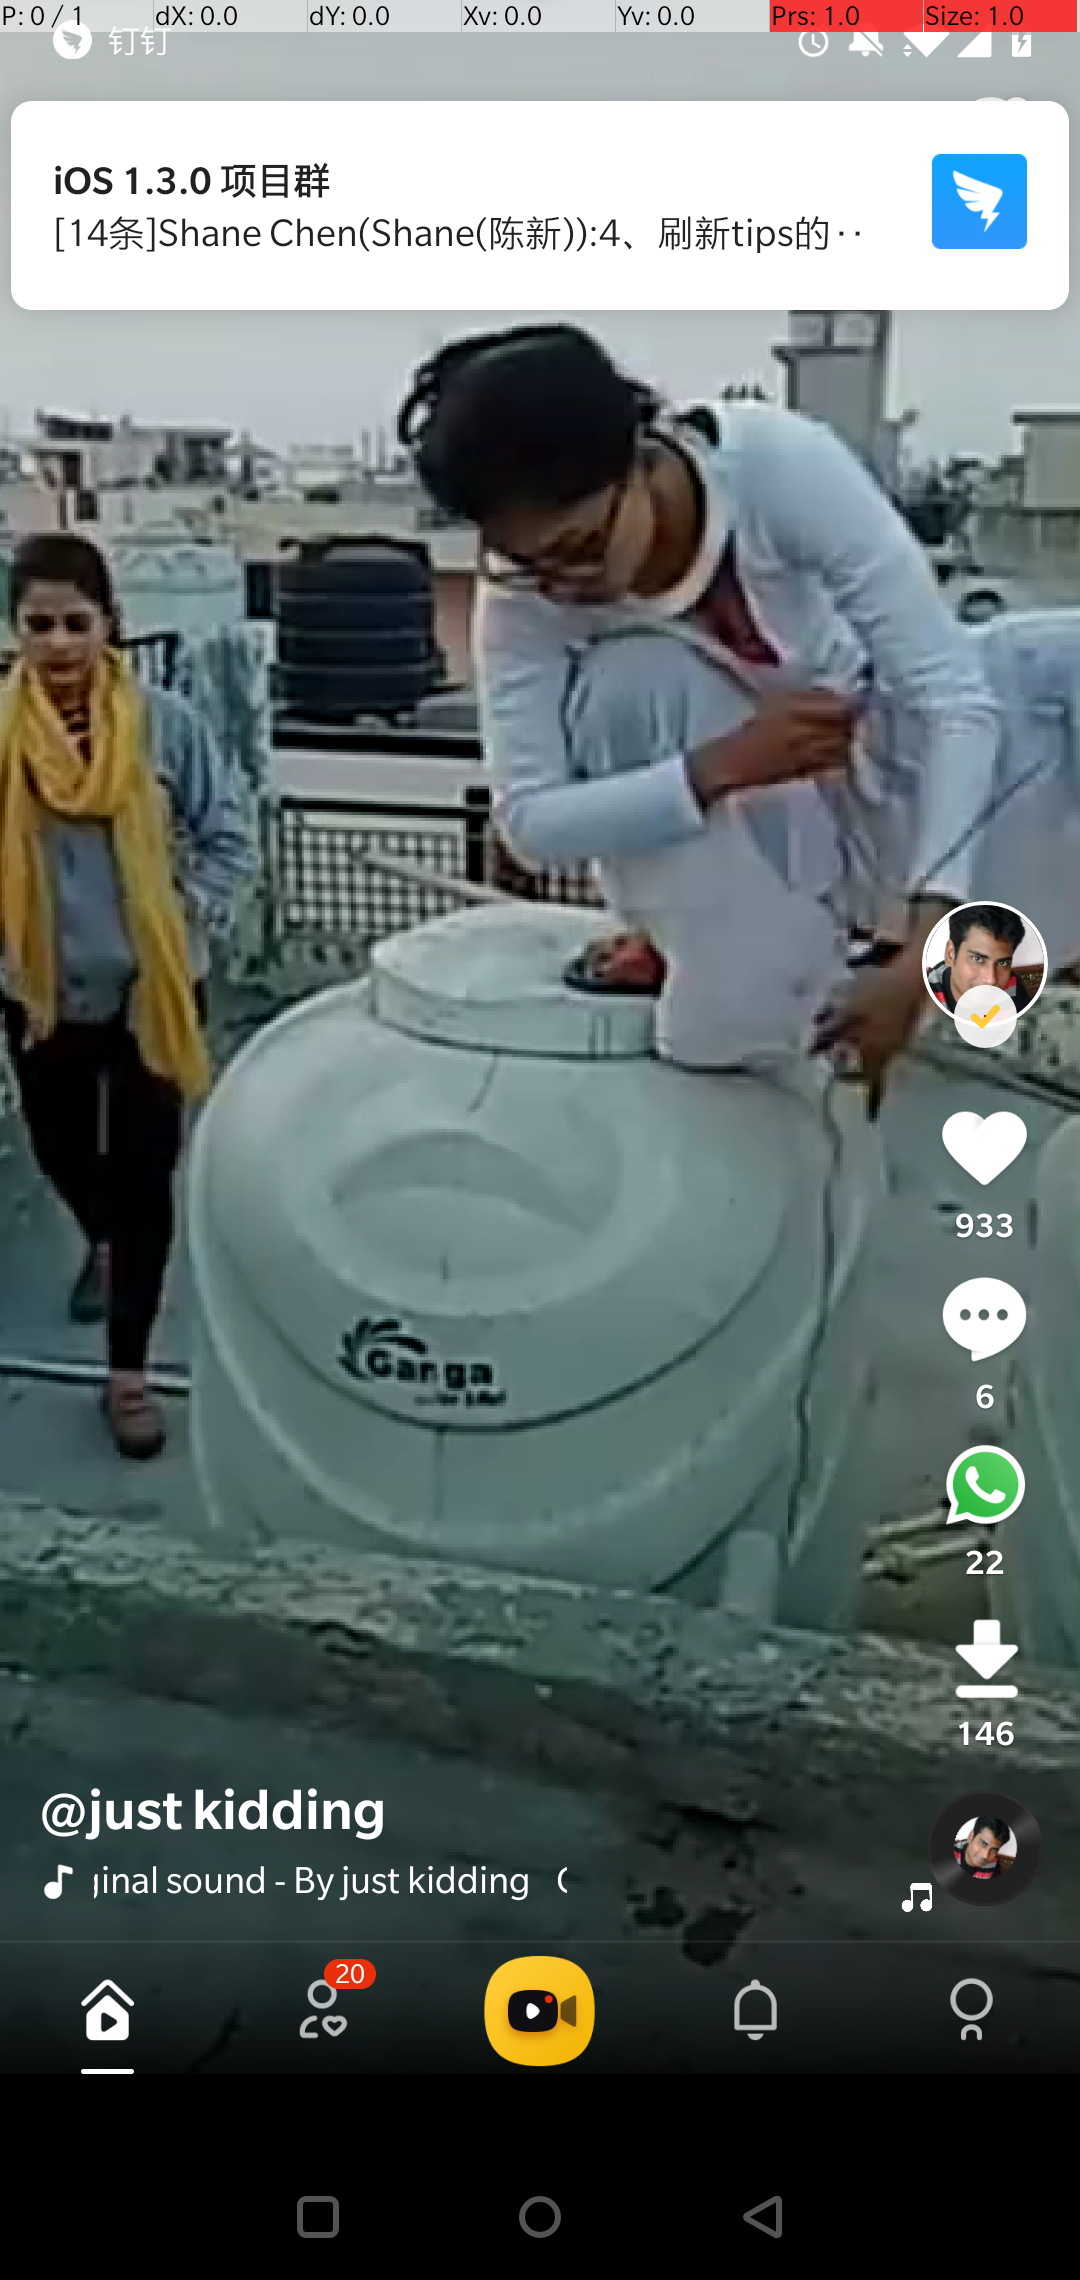 P: 0 / 1 dX: 0.0 dY: 0.0 Xv: 0.0 Yv: 0.0 Prs: 1.0 Size: 1.0
钉钉
iOS 1.3.0 项目群
[14条]Shane Chen(Shane(陈新)):4、刷新tips的··
Ganga
933
6
22
146
@just kidding
ginal sound - By just kidding
20